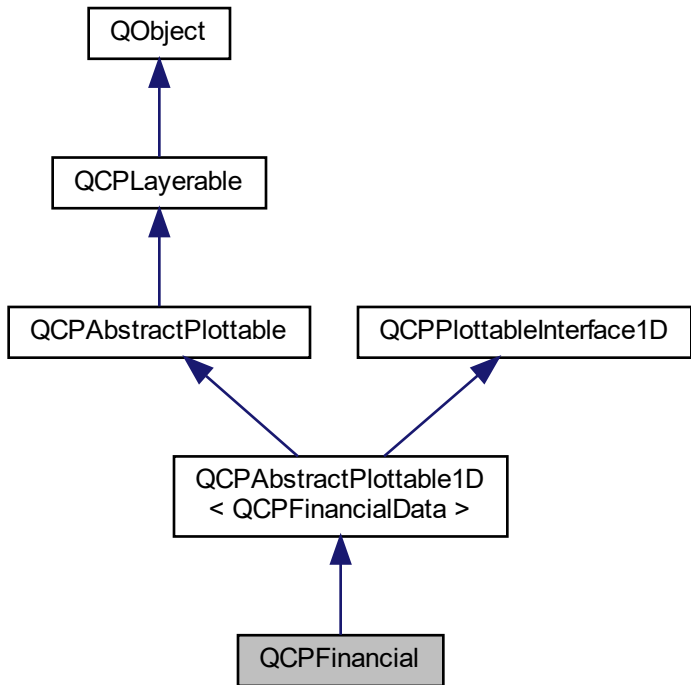 QObject
QCPLayerable
QCPAbstractPlottable
QCPPlottableInterface1D
QCPAbstractPlottable1D
< QCPFinancialData >
QCPFinancial